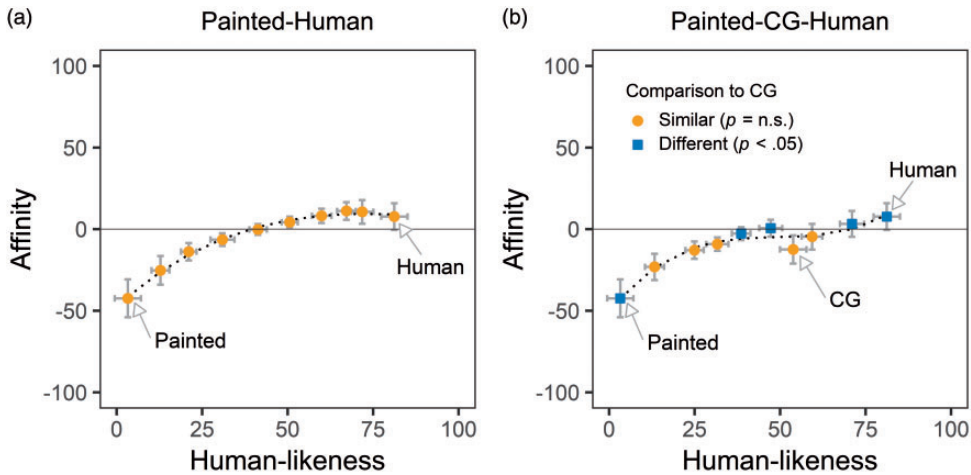 (a)
Painted-Human
100
50
0
-50
-100
Affinity
Painted
Human
0
25
50
75
100
Human-likeness
(b)
Painted-CG-Human
100
50
0
-50
-100
Affinity
Comparison to CG
Similar (p = n.s.)
Different (p < .05)
Human
CG
Painted
0
25
50
75
100
Human-likeness